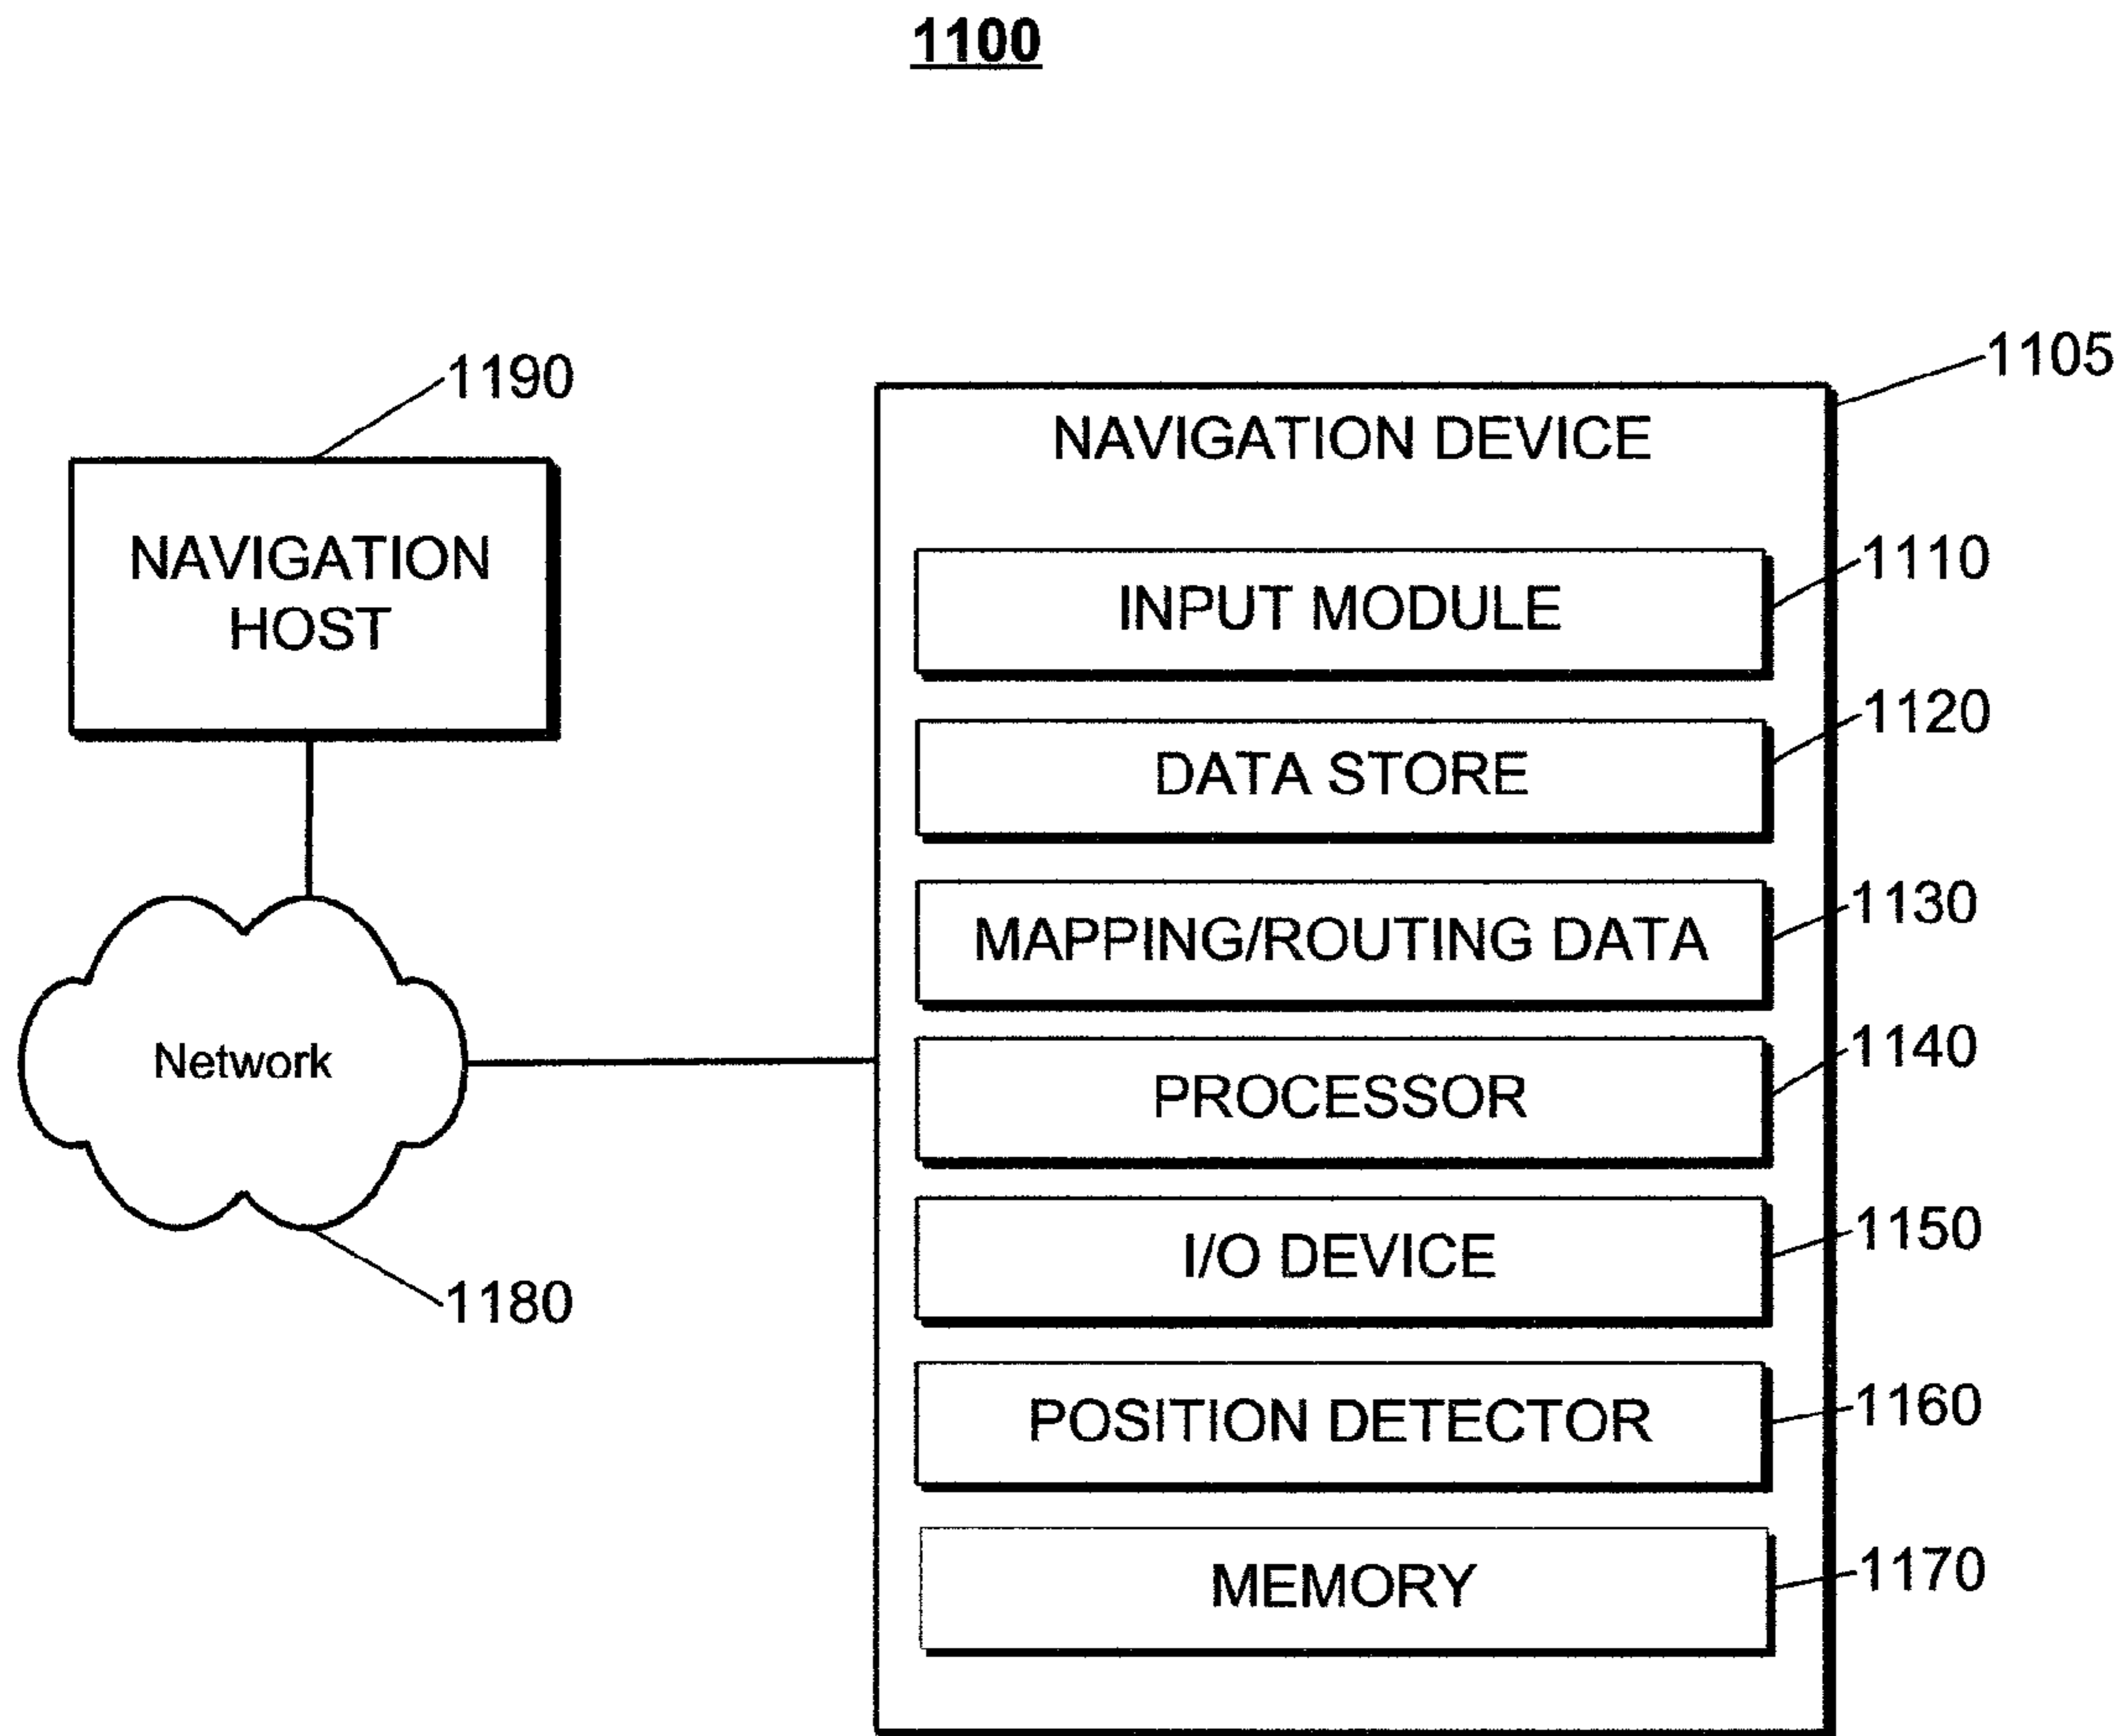 1100
1190
NAVIGATION
HOST
Network
1180
1105
NAVIGATION DEVICE
INPUT MODULE
1110
DATA STORE
1120
MAPPING/ROUTING DATA
1130
PROCESSOR
1140
I/O DEVICE
1150
POSITION DETECTOR
1160
MEMORY
1170